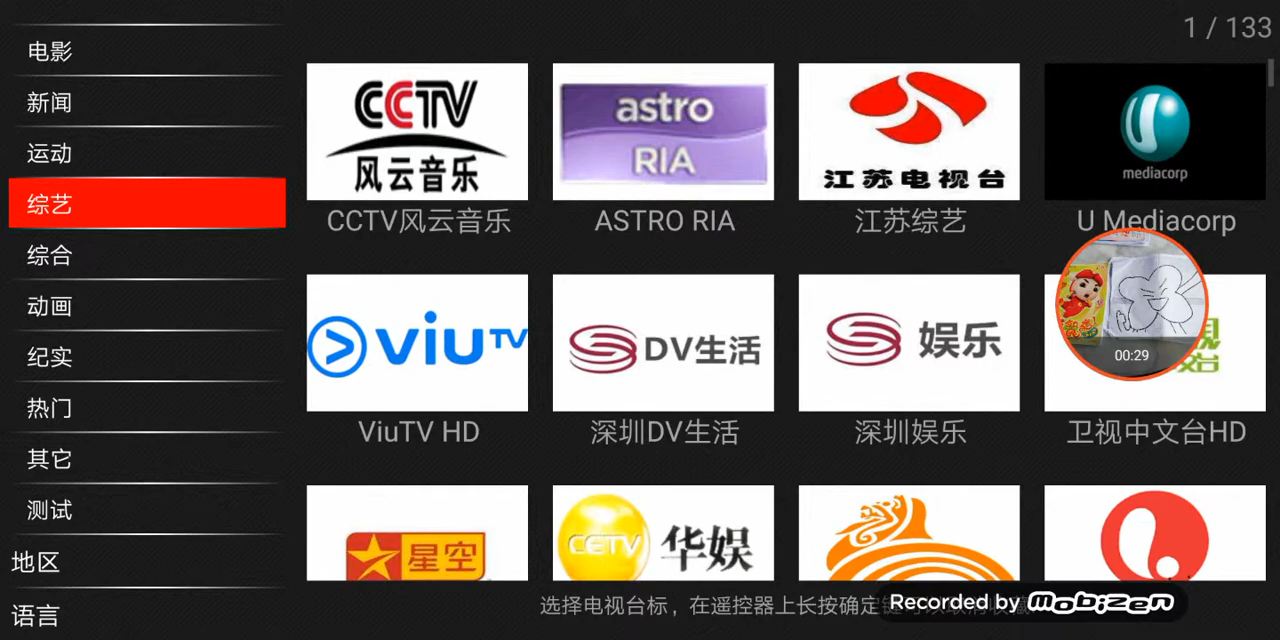 1 / 133
电影
新闻
运动
综艺
综合
动画
纪实
热门
其它
测试
地区
语言
CCTV
风云音乐
CCTV风云音乐
astro
RIA
ASTRO RIA
江苏电视台
江苏综艺
mediacorp
U Mediacorp
viuTV
ViuTV HD
DV生活
深圳DV生活
娱乐
深圳娱乐
00:29
卫视中文台HD
星空
CETV 华娱
选择电视台标，在遥控器上长按确定
Recorded by mobizen